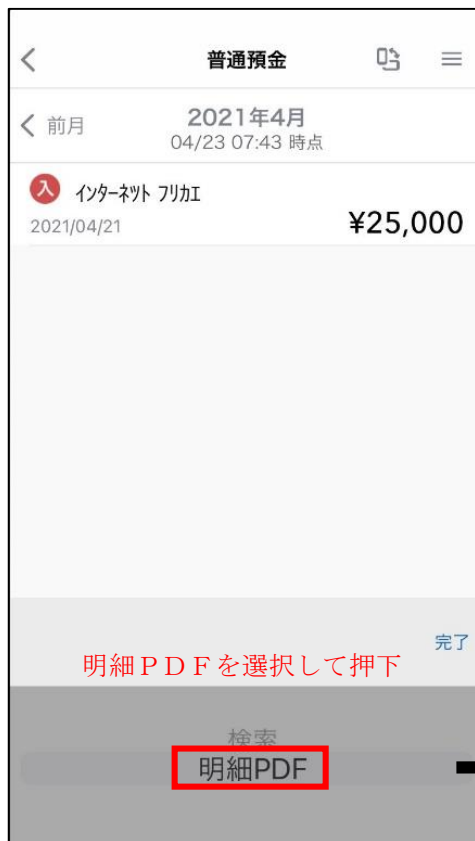 普通預金
前月
2021年4月
04/23 07:43 時点
入 インターネット フリカエ
2021/04/21
¥25,000
完了
明細ＰＤＦを選択して押下
検索
明細PDF